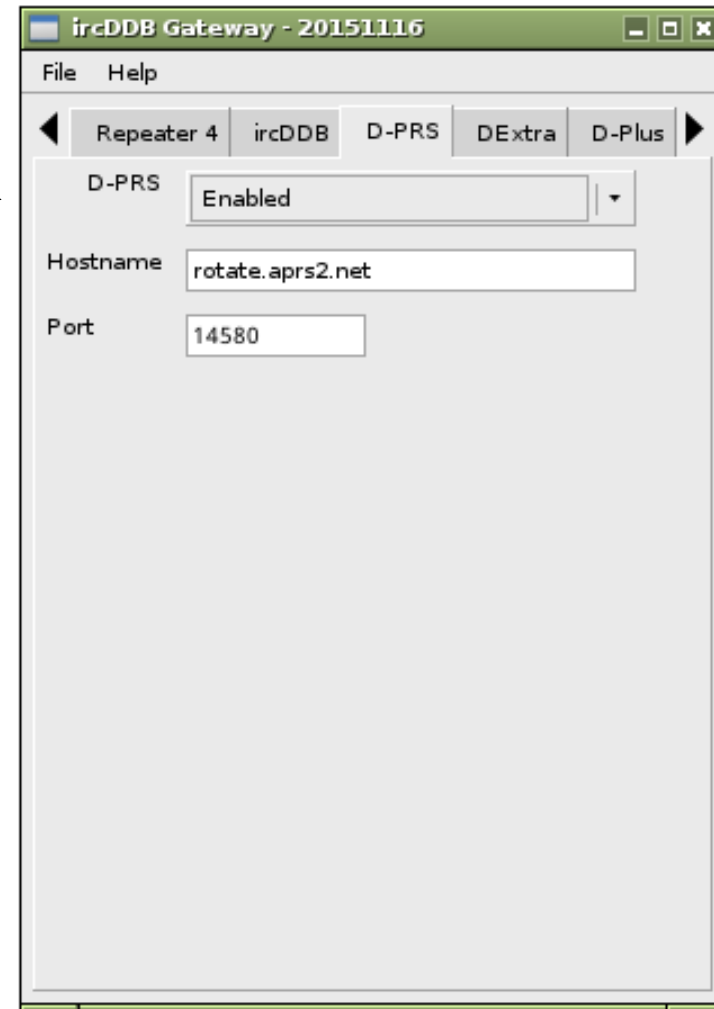 ircDDB Gateway - 20151116
File Help
Repeater 4 ircDDB D-PRS DExtra D-Plus
D-PRS Enabled
Hostname rotate.aprs2.net
Port 14580